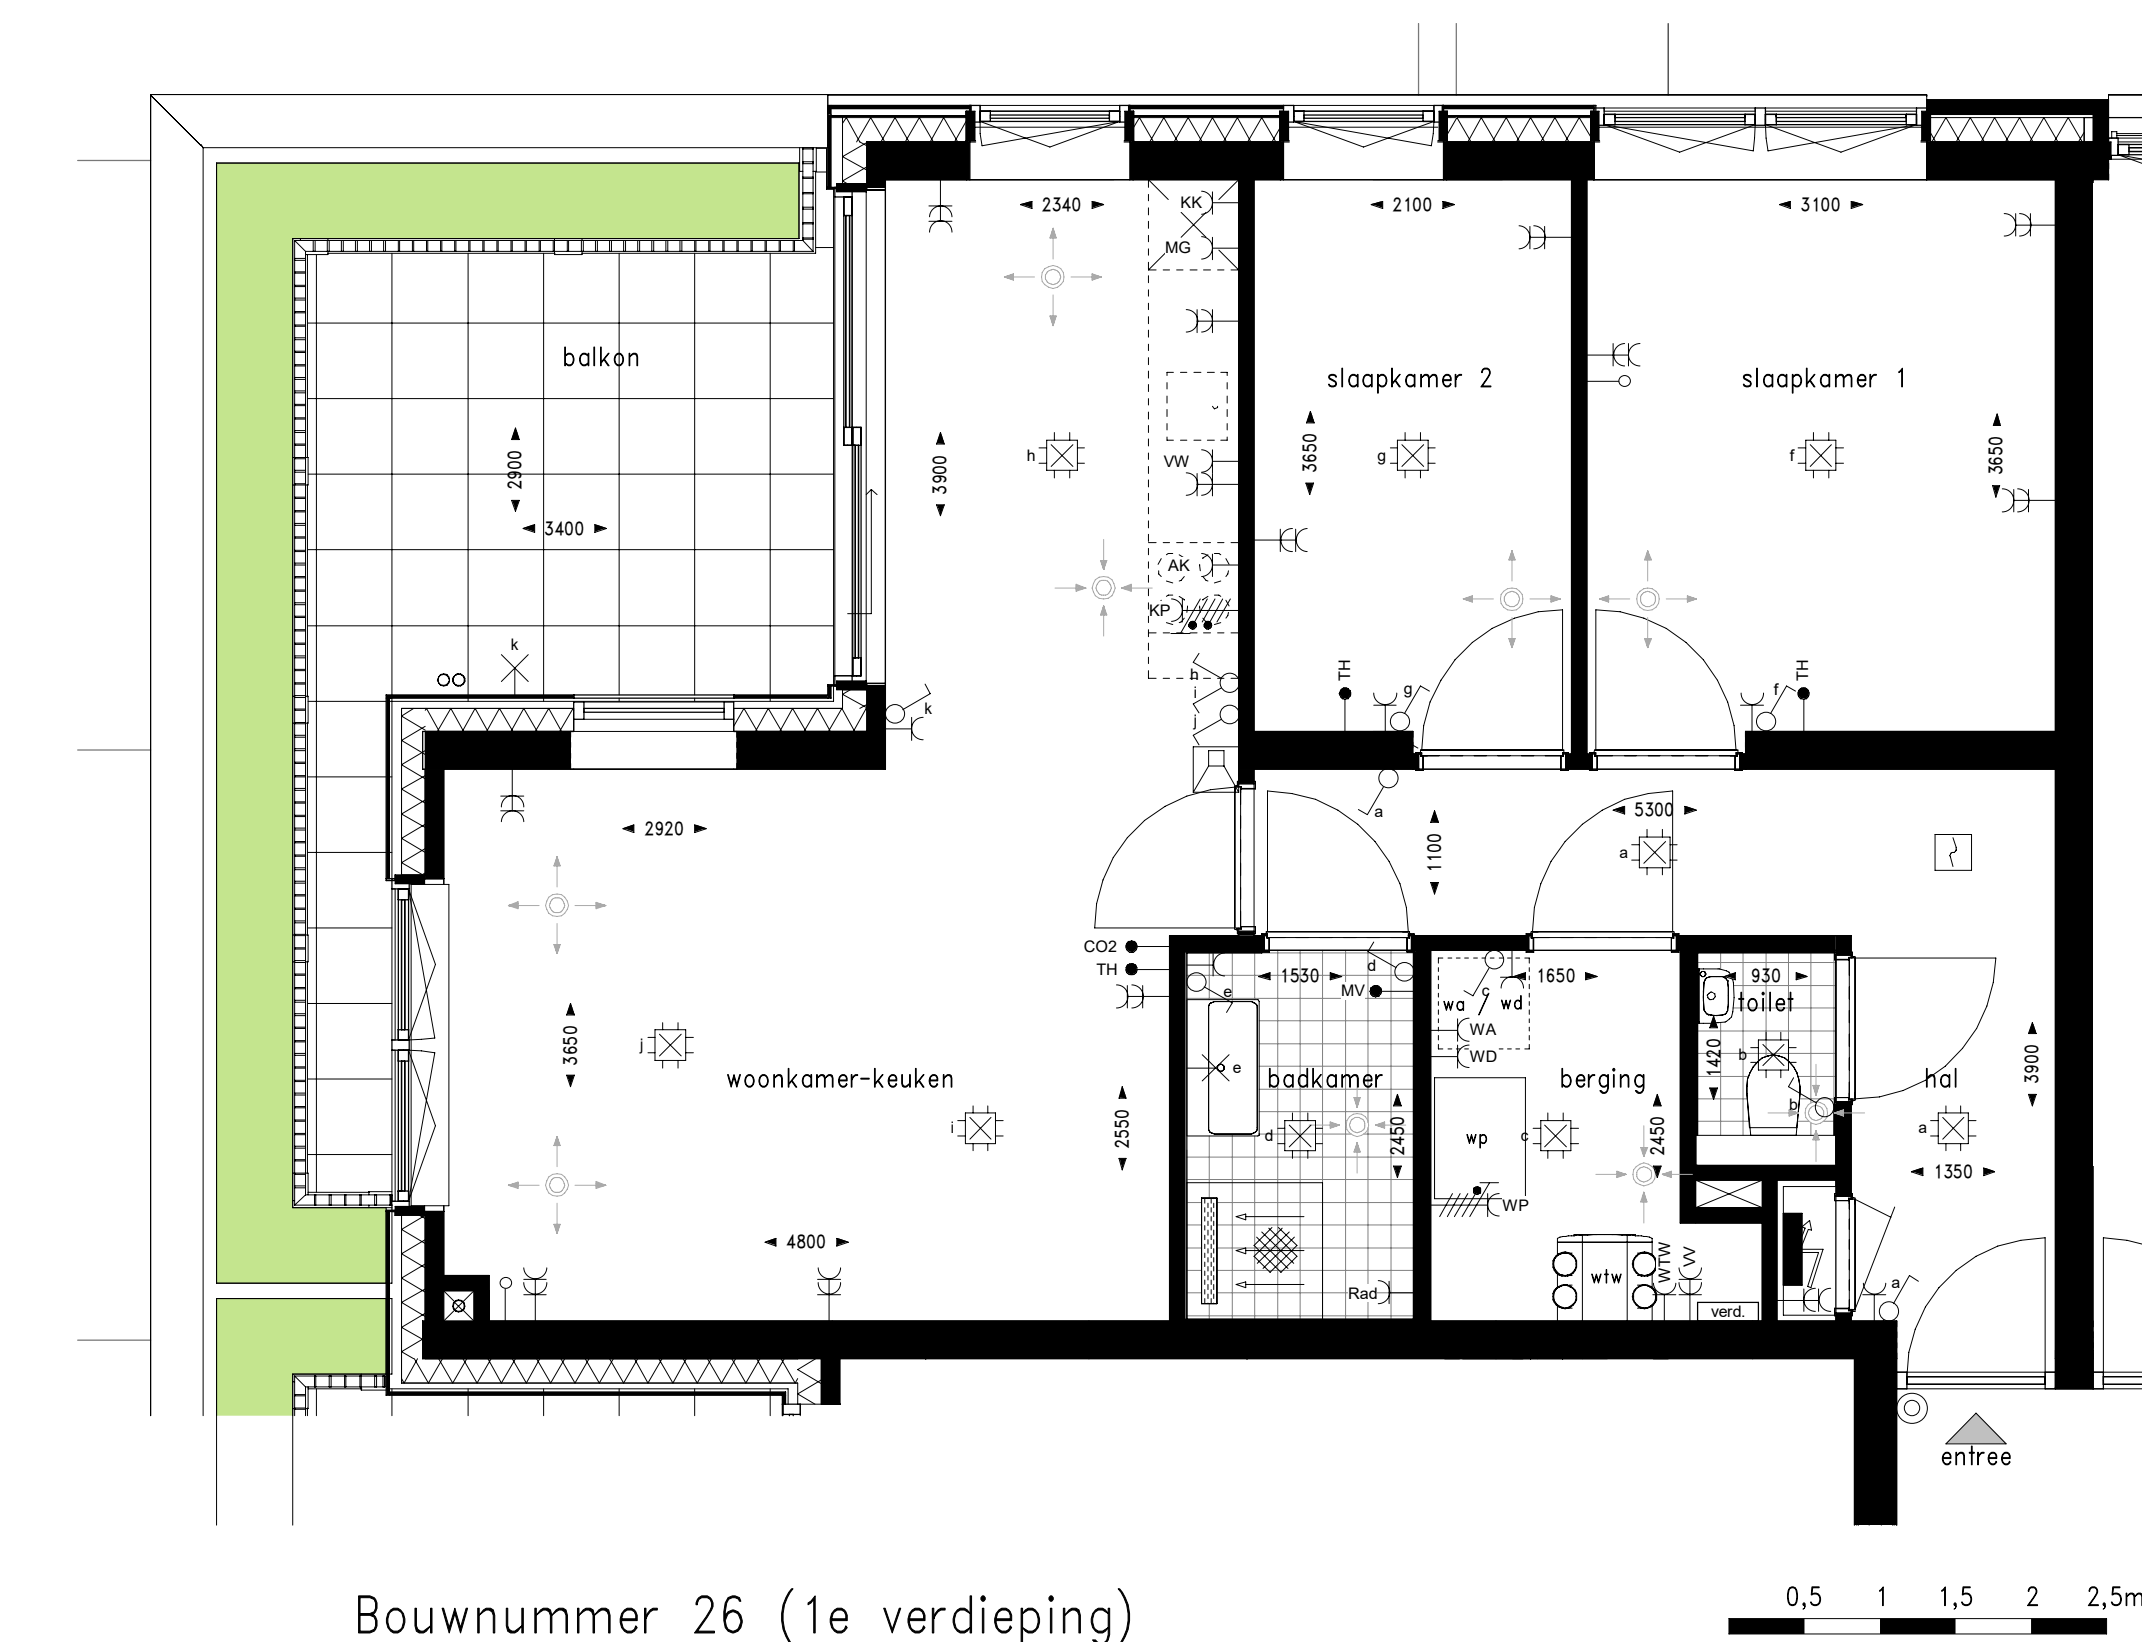 2340
KK
2100
3100
MG
balkon
slaapkamer 2
slaapkamer 1
2900
3900
h
VW
g
3650
f
3650
3400
AK
KP
k
TH
g
TH
f
h
i
j
k
2920
a
5300
1100
a
CO2
TH
1530
d
MV
e
1650
c
wa / wd
WA
WD
930
toilet
1420
b
b
3650
j
woonkamer-keuken
i
2550
e
badkamer
d
2450
berging
wp
c
2450
WP
hal
3900
a
1350
4800
Rad
wtw
WTW
VV
verd.
a
entree
Bouwnummer 26 (1e verdieping)
0,5 1 1,5 2 2,5m